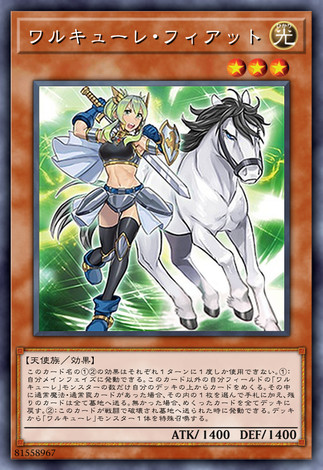 ワルキューレ・フィアット
光
【天使族／効果】
このカード名の①②の効果はそれぞれ１ターンに１度しか使用できない。①：
自分メインフェイズに発動できる。このカード以外の自分フィールドの「ワル
キューレ」モンスターの数だけ自分のデッキの上からカードをめくる。その中
に通常魔法・通常罠カードがあった場合、その内の１枚を選んで手札に加え、残
りのカードは全て墓地へ送る。無かった場合、めくったカードを全てデッキに
戻す。②：このカードが戦闘で破壊され墓地へ送られた時に発動できる。デッキ
から「ワルキューレ」モンスター１体を特殊召喚する。
ATK/ 1400 DEF/ 1400
81558967